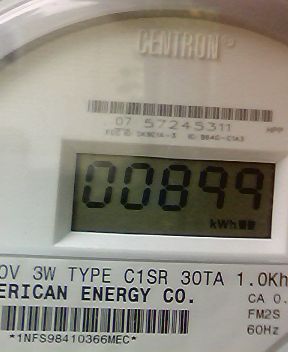 CENTRON®
07 57245311
HPP
00899
kWh
0V 3W TYPE C1SR 30TA 1.0Kh
ERICAN ENERGY CO.
CA 0.
FM2S
60Hz
*1NFS98410366MEC*